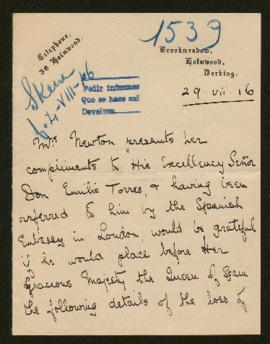 1539
Telephone,
36 Holmwood.
Brookmeadow,
Holmwood,
Dorking.
Pedir informes
Que se hace así
29 · vii · 16
Mrs Newton presents her
compliments to His Excellency Señor
Don Emilio Torres, & having been
referred to him by the Spanish
Embassy in London, would be grateful
if he would place before Her
Gracious Majesty the Queen of Spain
the following details of the loss of